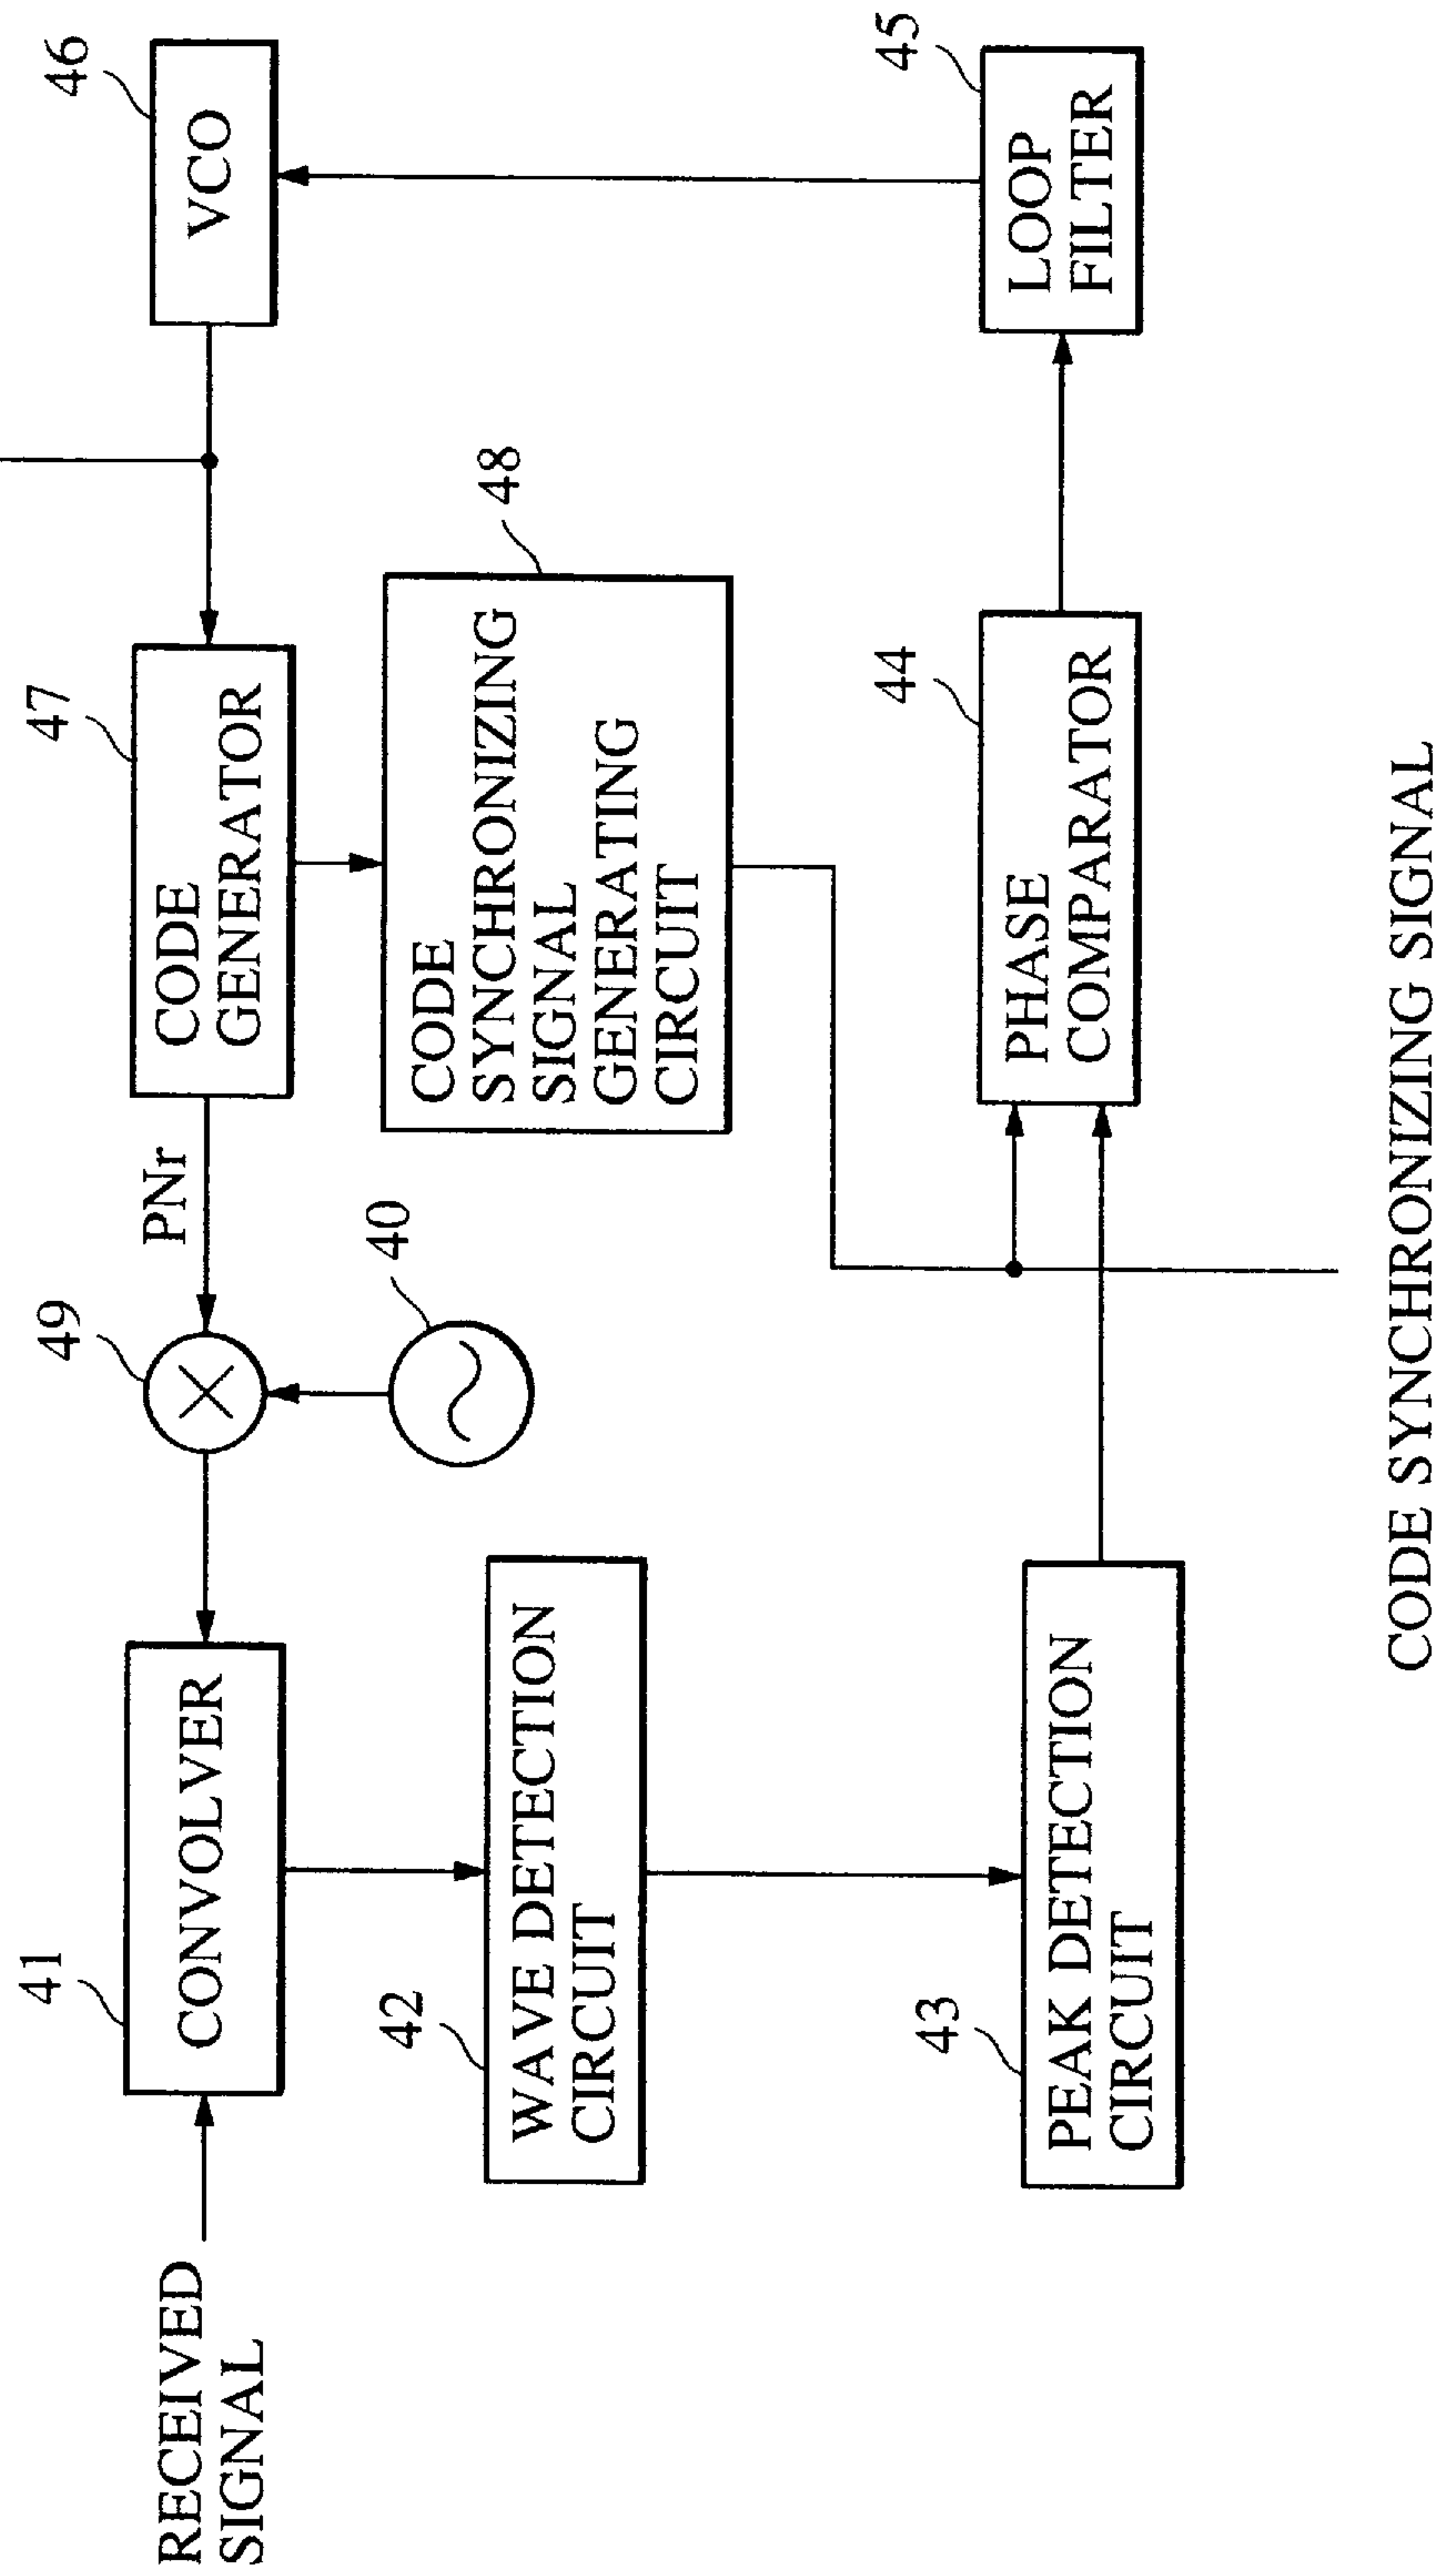 RECEIVED
SIGNAL
41
CONVOLVER
49
PNr
47
CODE
GENERATOR
46
VCO
40
42
WAVE DETECTION
CIRCUIT
CODE
SYNCHRONIZING
SIGNAL
GENERATING
CIRCUIT
48
43
PEAK DETECTION
CIRCUIT
44
PHASE
COMPARATOR
45
LOOP
FILTER
CODE SYNCHRONIZING SIGNAL